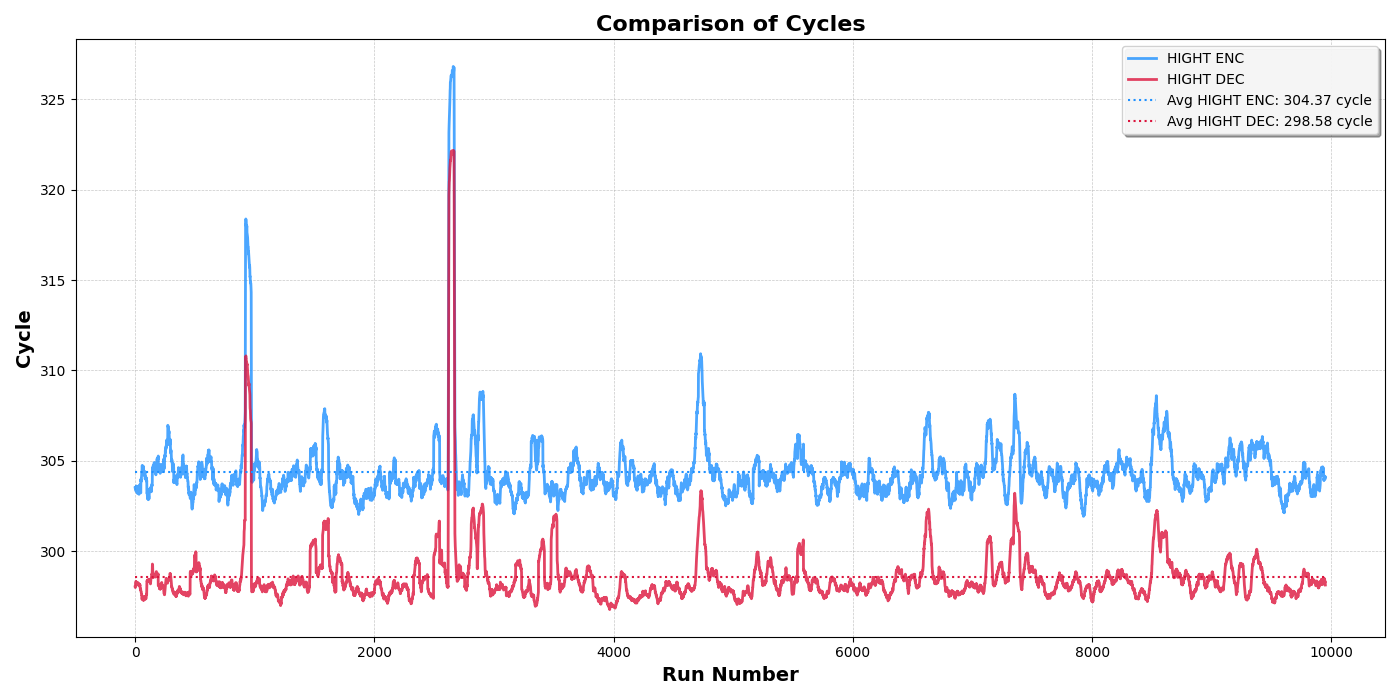 Comparison of Cycles
HIGHT ENC
HIGHT DEC
Avg HIGHT ENC: 304.37 cycle
Avg HIGHT DEC: 298.58 cycle
Cycle
325
320
315
310
305
300
0 2000 4000 6000 8000 10000
Run Number